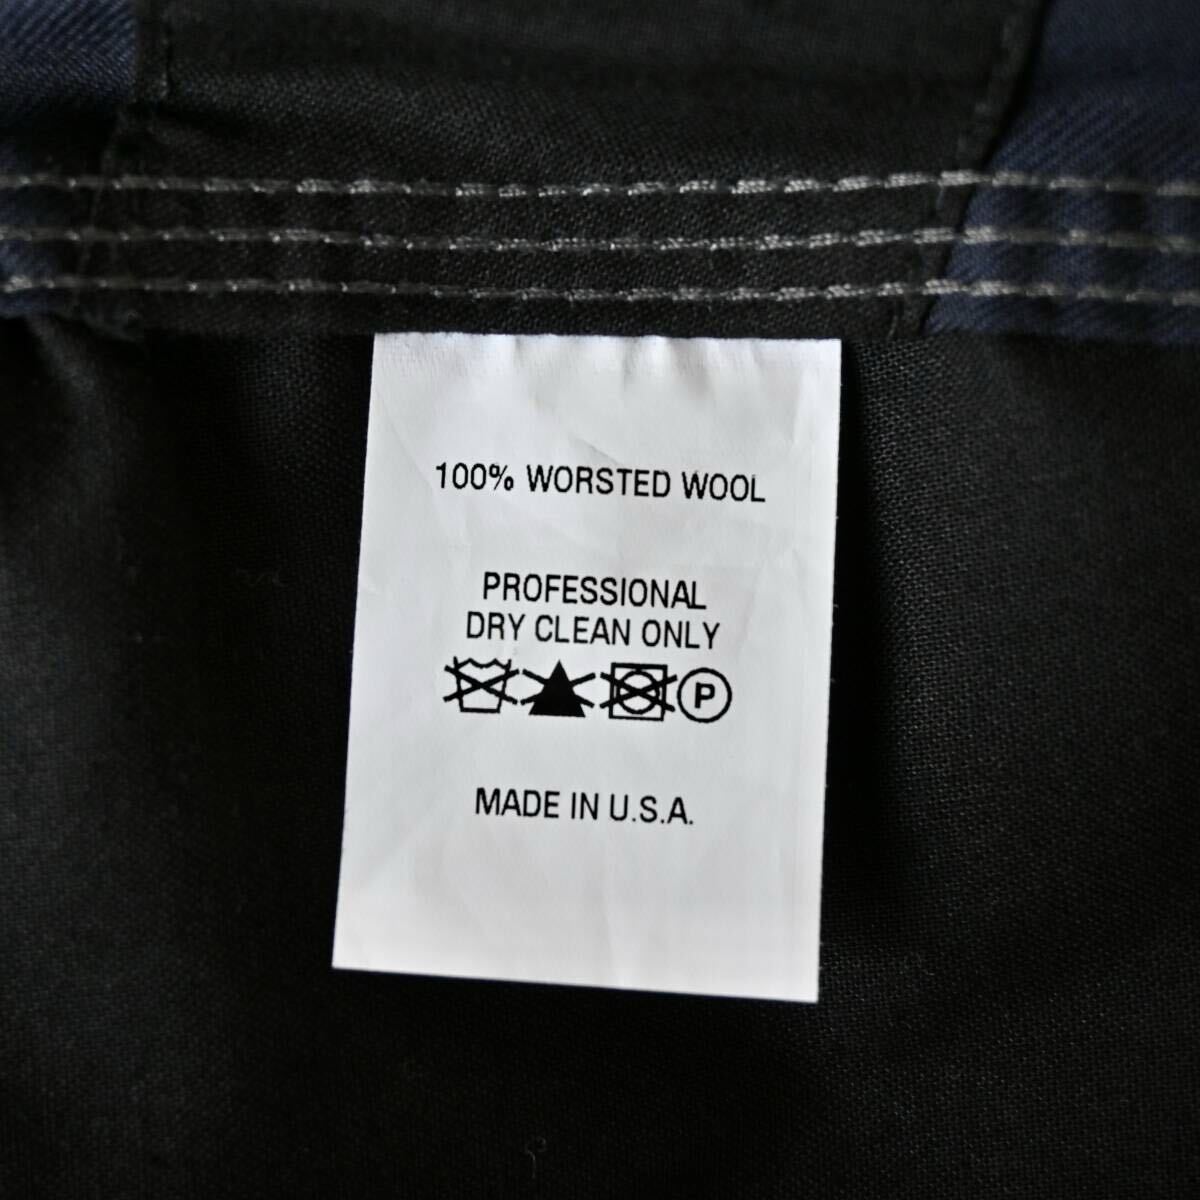 100% WORSTED WOOL
PROFESSIONAL
DRY CLEAN ONLY
P
MADE IN U.S.A.